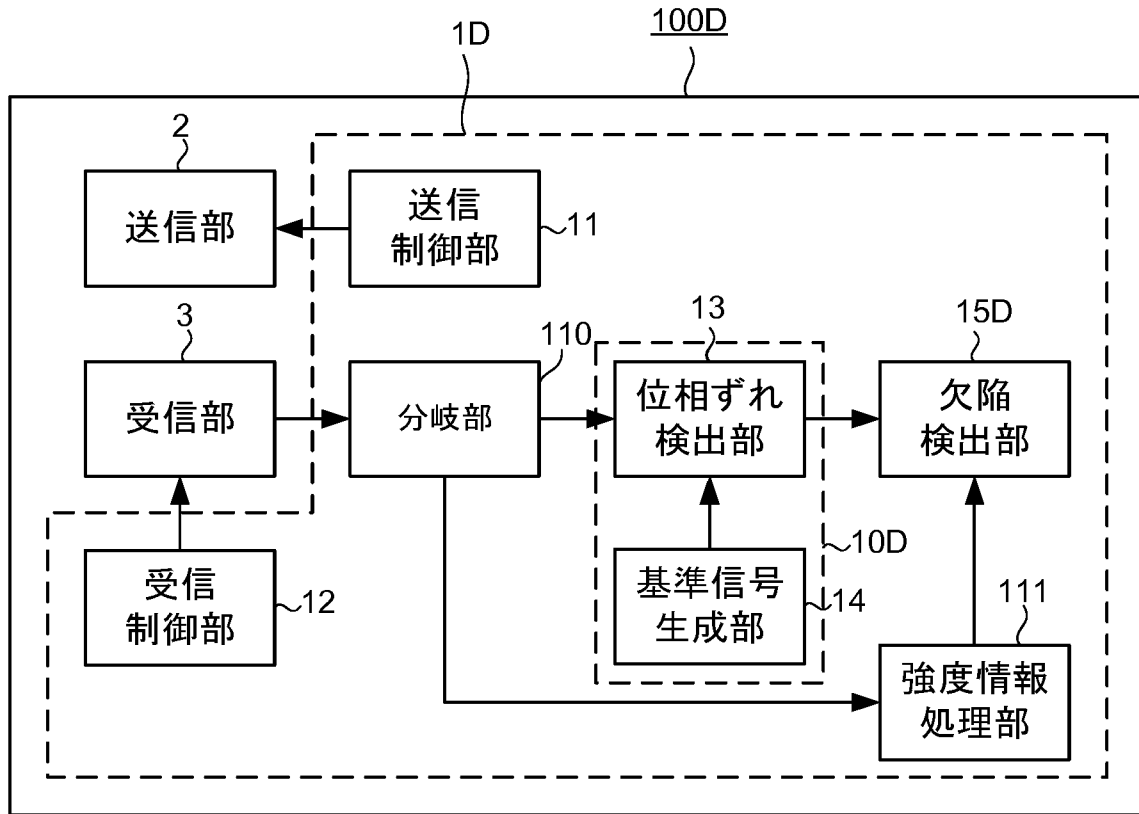 100D
1D
2
送信部
送信
制御部
11
3
受信部
110
分岐部
13
位相ずれ
検出部
15D
欠陥
検出部
受信
制御部
12
基準信号
生成部
14
10D
111
強度情報
処理部